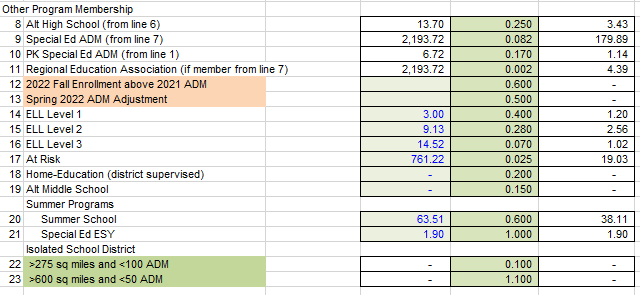 Other Program Membership
8 Alt High School (from line 6) 13.70 0.250 3.43
9 Special Ed ADM (from line 7) 2,193.72 0.082 179.89
10 PK Special Ed ADM (from line 1) 6.72 0.170 1.14
11 Regional Education Association (if member from line 7) 2,193.72 0.002 4.39
12 2022 Fall Enrollment above 2021 ADM 0.600 -
13 Spring 2022 ADM Adjustment 0.500 -
14 ELL Level 1 3.00 0.400 1.20
15 ELL Level 2 9.13 0.280 2.56
16 ELL Level 3 14.52 0.070 1.02
17 At Risk 761.22 0.025 19.03
18 Home-Education (district supervised) - 0.200 -
19 Alt Middle School - 0.150 -
Summer Programs
20 Summer School 63.51 0.600 38.11
21 Special Ed ESY 1.90 1.000 1.90
Isolated School District
22 >275 sq miles and <100 ADM - 0.100 -
23 >600 sq miles and <50 ADM - 1.100 -